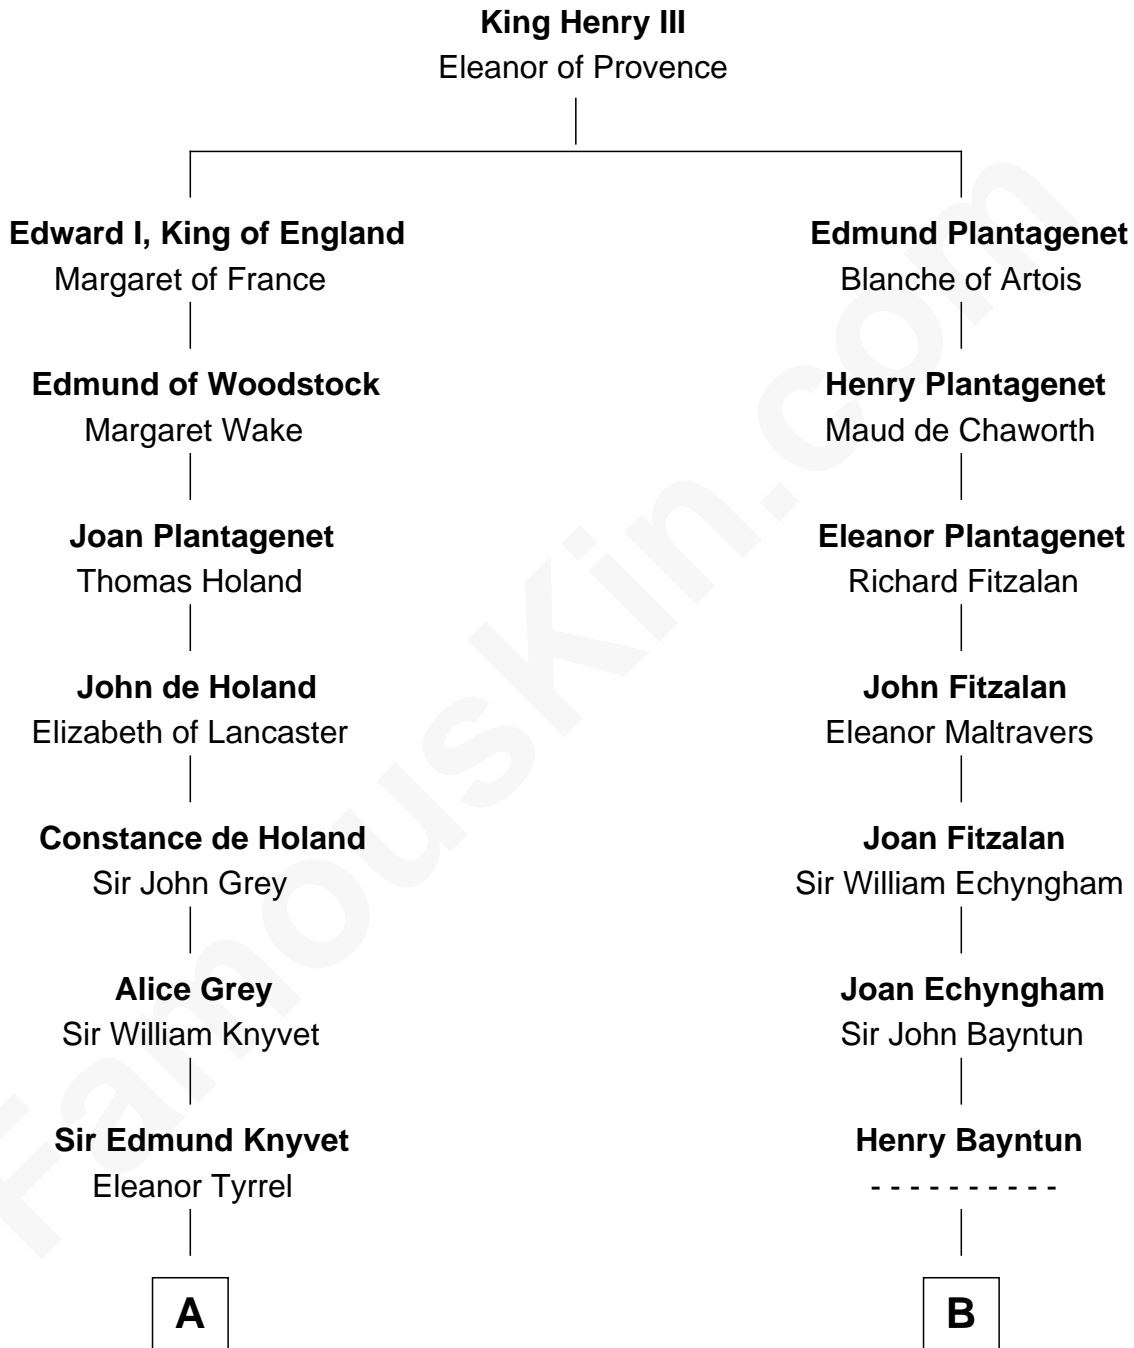 King Henry III
Eleanor of Provence
Edward I, King of England
Margaret of France
Edmund Plantagenet
Blanche of Artois
Edmund of Woodstock
Margaret Wake
Henry Plantagenet
Maud de Chaworth
Joan Plantagenet
Thomas Holand
Eleanor Plantagenet
Richard Fitzalan
John de Holand
Elizabeth of Lancaster
John Fitzalan
Eleanor Maltravers
Constance de Holand
Sir John Grey
Joan Fitzalan
Sir William Echyngham
Alice Grey
Sir William Knyvet
Joan Echyngham
Sir John Bayntun
Sir Edmund Knyvet
Eleanor Tyrrel
Henry Bayntun
- - - - - - - - - -
A
B
FamousKin.com